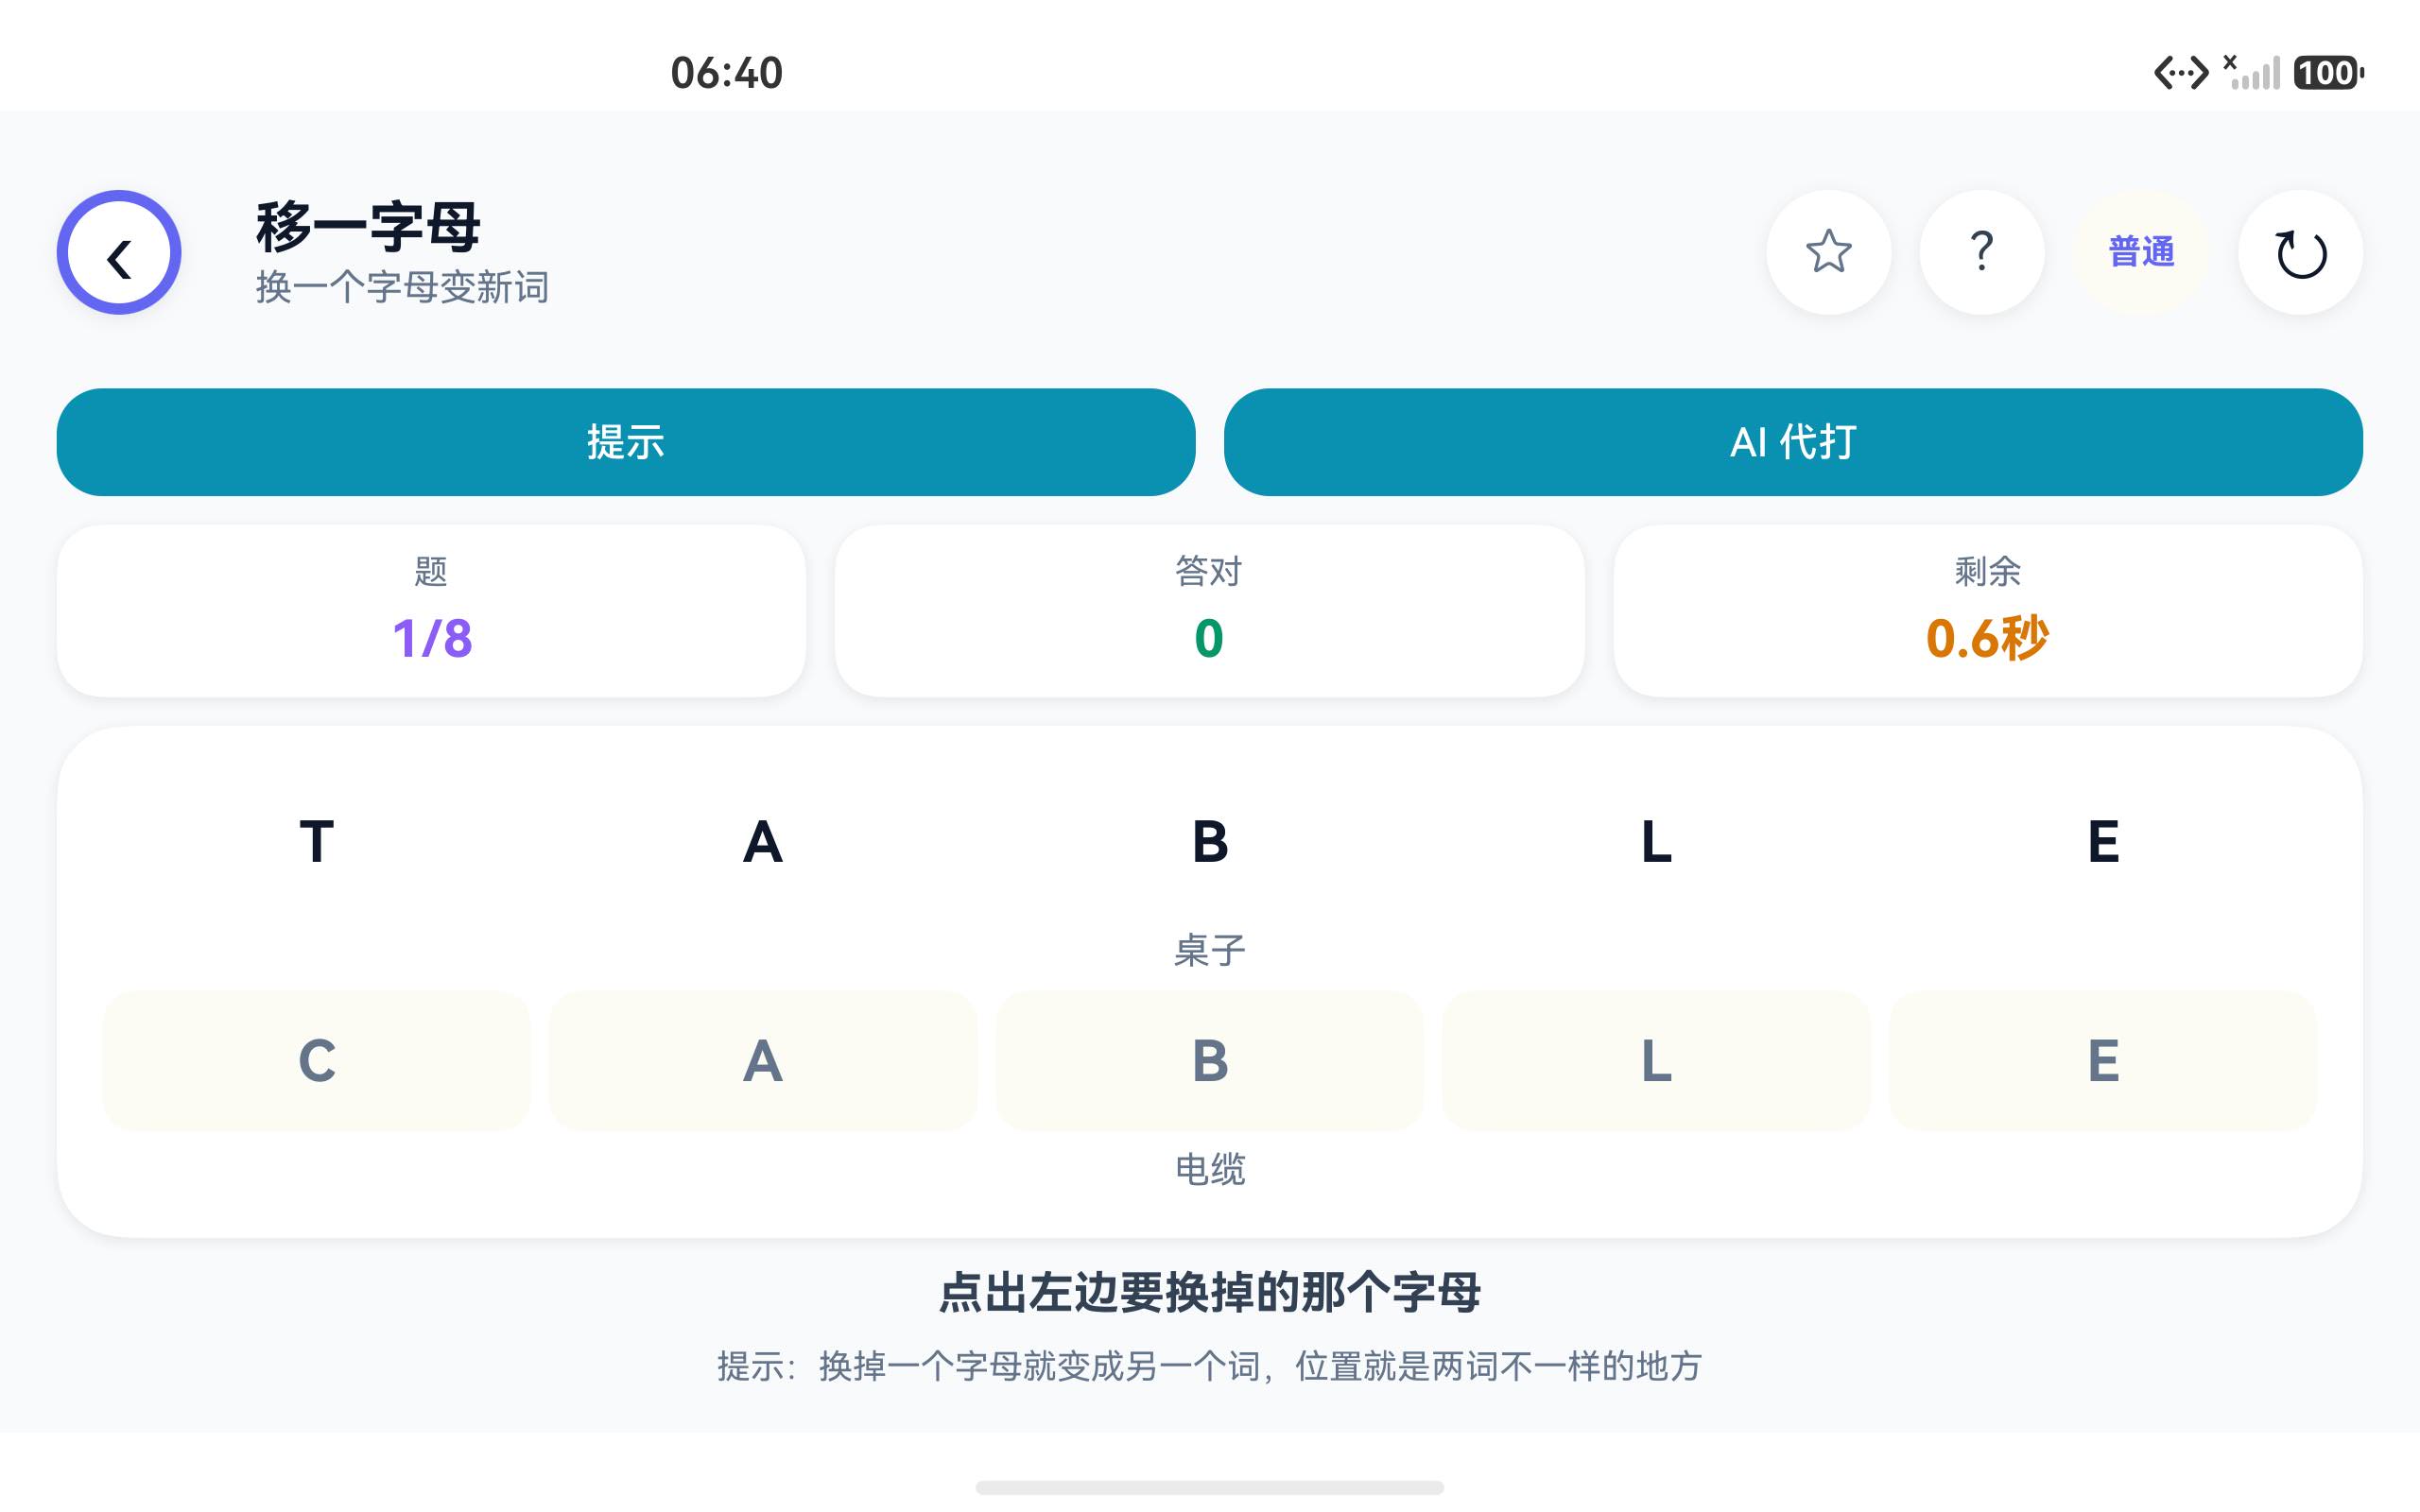 06:40
100
移一字母
换一个字母变新词
?
普通
提示
AI 代打
题
答对
剩余
1/8
0
0.6秒
T A B L E
桌子
C A B L E
电缆
点出左边要换掉的那个字母
提示：换掉一个字母就变成另一个词，位置就是两词不一样的地方